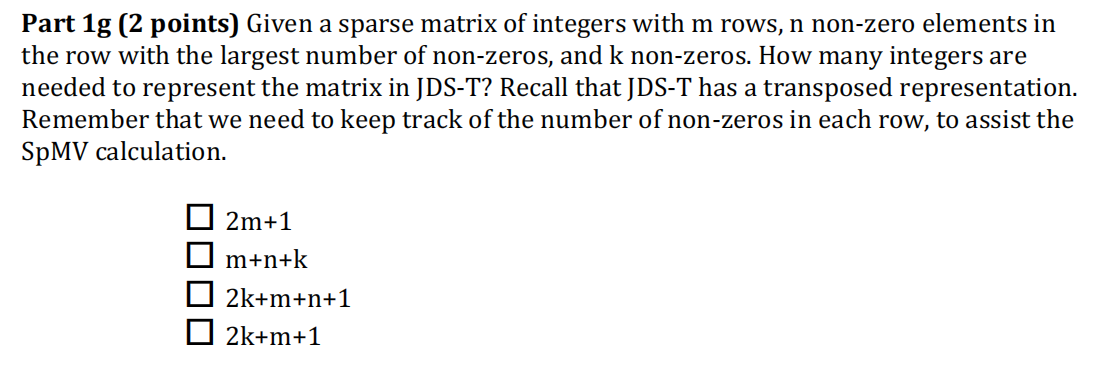 Part 1g (2 points) Given a sparse matrix of integers with m rows, n non-zero elements in
the row with the largest number of non-zeros, and k non-zeros. How many integers are
needed to represent the matrix in JDS-T? Recall that JDS-T has a transposed representation.
Remember that we need to keep track of the number of non-zeros in each row, to assist the
SpMV calculation.
☐ 2m+1
☐ m+n+k
☐ 2k+m+n+1
☐ 2k+m+1